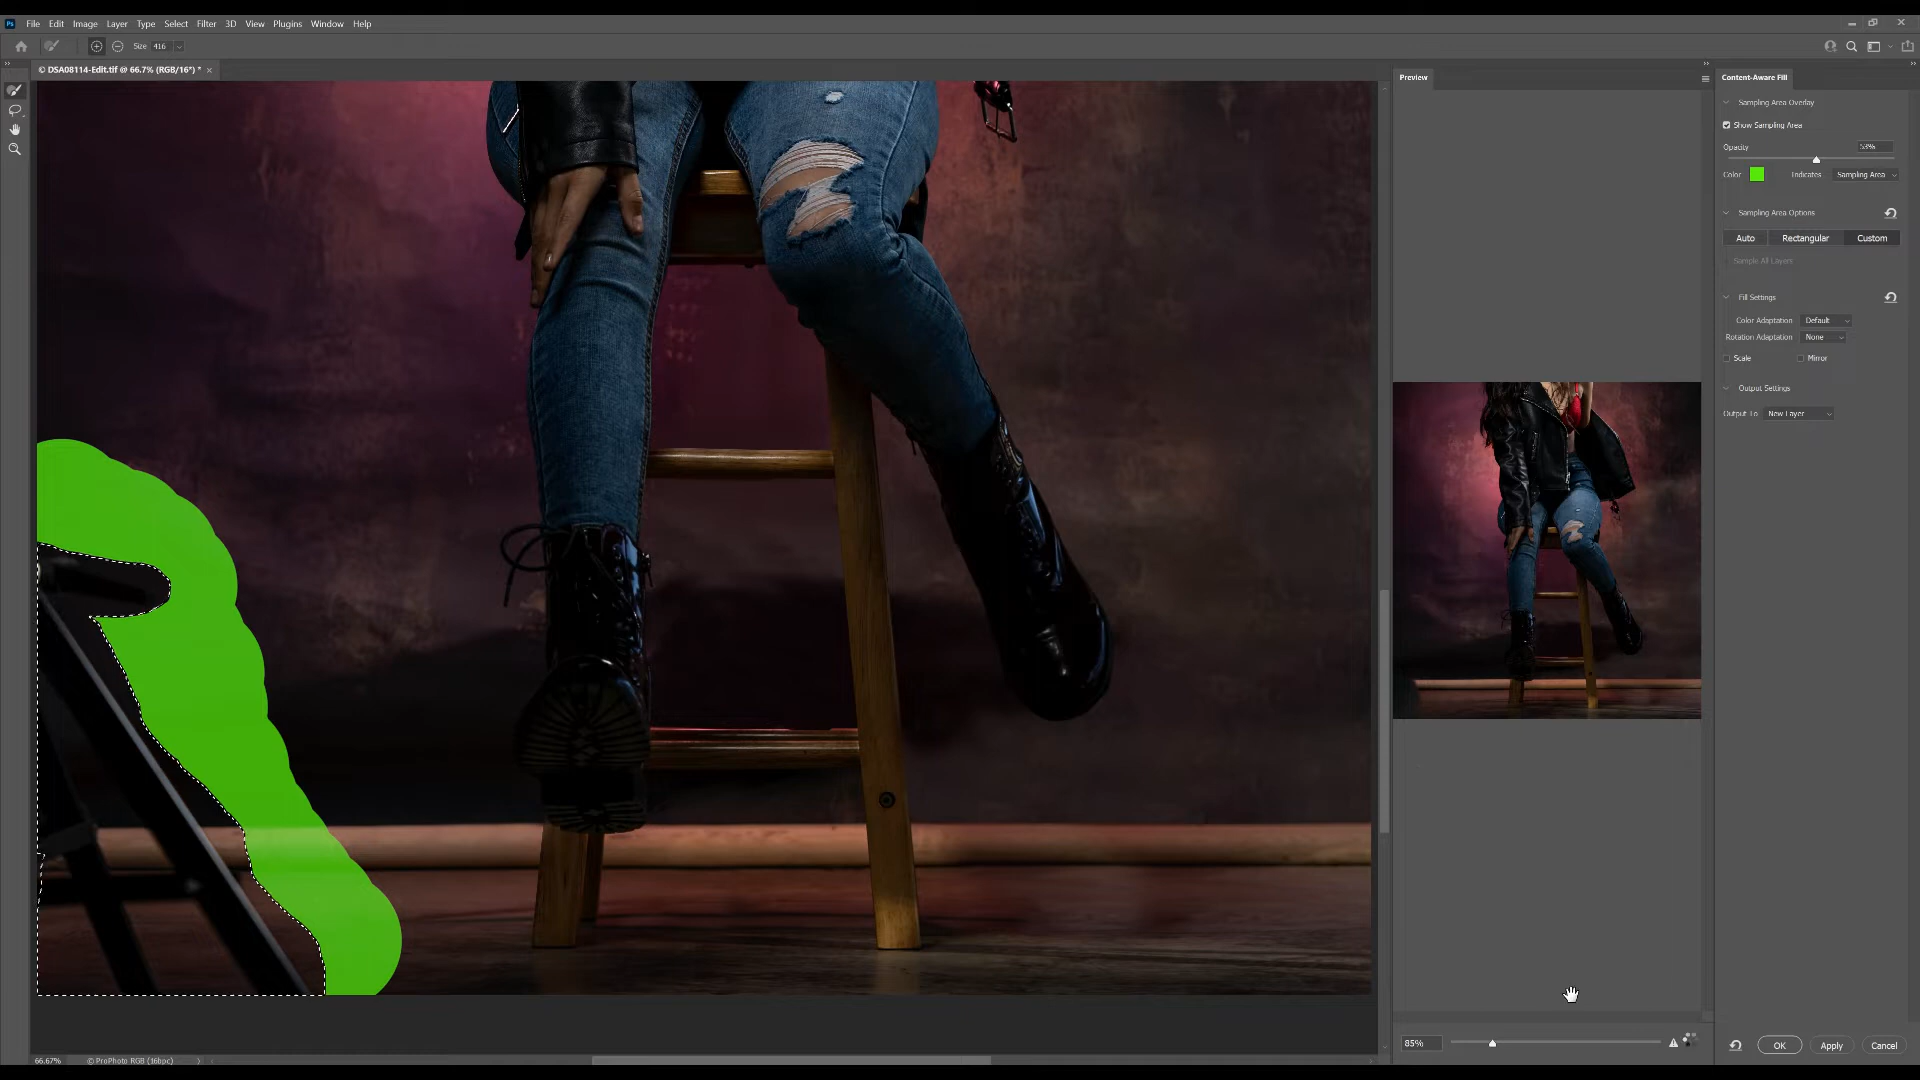 Ps File Edit Image Layer Type Select Filter 3D View Plugins Window Help
Size 416
© DSA08114-Edit.tif @ 66.7% (RGB/16*) *
Preview
Content-Aware Fill
Sampling Area Overlay
Show Sampling Area
Opacity 53%
Color Indicates Sampling Area
Sampling Area Options
Auto Rectangular Custom
Sample All Layers
Fill Settings
Color Adaptation Default
Rotation Adaptation None
Scale Mirror
Output Settings
Output To New Layer
85%
OK Apply Cancel
66.67% © ProPhoto RGB (16bpc)